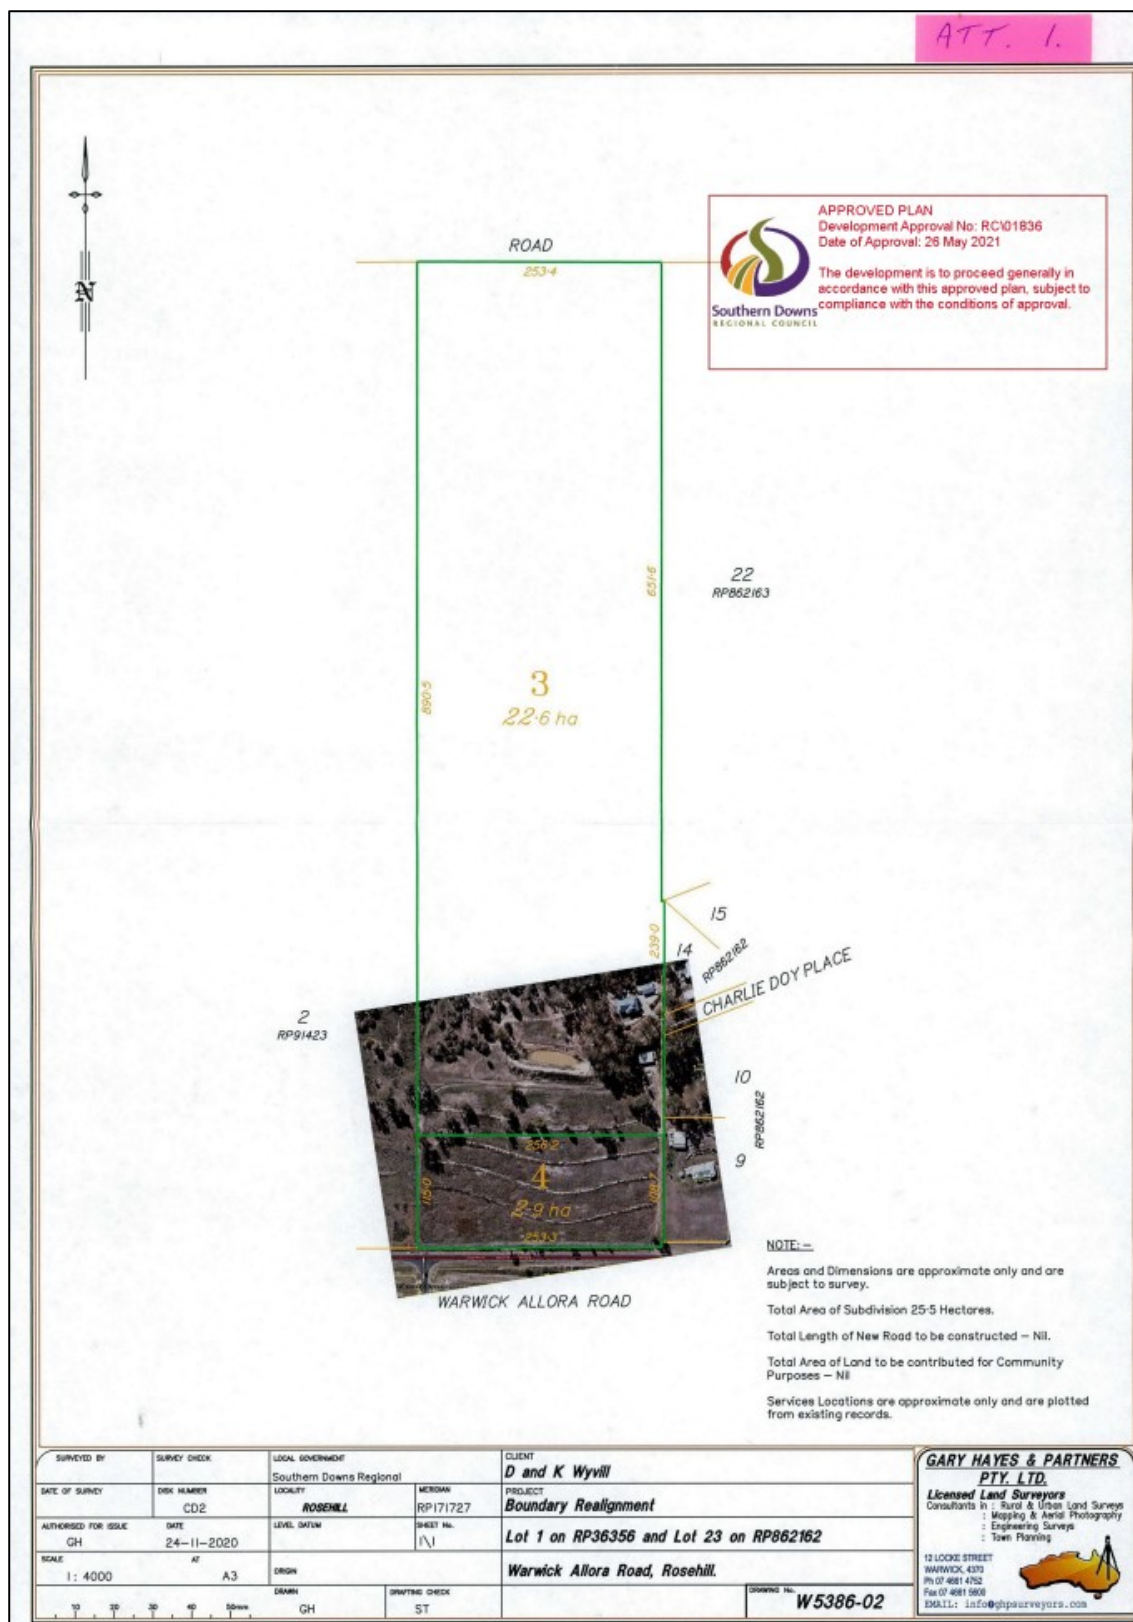 ATT. 1.
N
ROAD
253·4
APPROVED PLAN
Development Approval No: RC\01836
Date of Approval: 26 May 2021
The development is to proceed generally in
accordance with this approved plan, subject to
compliance with the conditions of approval.
Southern Downs
REGIONAL COUNCIL
651·6
22
RP862163
890·5
3
22·6 ha
15
239·0
14
RP862162
CHARLIE DOY PLACE
2
RP91423
10
RP862162
256·2
9
4
115·0
108·7
2·9 ha
253·3
WARWICK ALLORA ROAD
NOTE: —
Areas and Dimensions are approximate only and are
subject to survey.
Total Area of Subdivision 25·5 Hectares.
Total Length of New Road to be constructed — Nil.
Total Area of Land to be contributed for Community
Purposes — Nil
Services Locations are approximate only and are plotted
from existing records.
SURVEYED BY
SURVEY CHECK
LOCAL GOVERNMENT
Southern Downs Regional
CLIENT
D and K Wyvill
DATE OF SURVEY
DISK NUMBER
CD2
LOCALITY
ROSEHILL
MERIDIAN
RP171727
PROJECT
Boundary Realignment
AUTHORISED FOR ISSUE
GH
DATE
24-11-2020
LEVEL DATUM
SHEET No.
1\1
Lot 1 on RP36356 and Lot 23 on RP862162
SCALE
1 : 4000
AT
A3
ORIGIN
Warwick Allora Road, Rosehill.
10 20 30 40 50mm
DRAWN
GH
DRAFTING CHECK
ST
DRAWING No.
W5386-02
GARY HAYES & PARTNERS
PTY. LTD.
Licensed Land Surveyors
Consultants in : Rural & Urban Land Surveys
: Mapping & Aerial Photography
: Engineering Surveys
: Town Planning
12 LOCKE STREET
WARWICK, 4370
Ph 07 4661 4752
Fax 07 4661 5800
EMAIL: info@ghpsurveyors.com